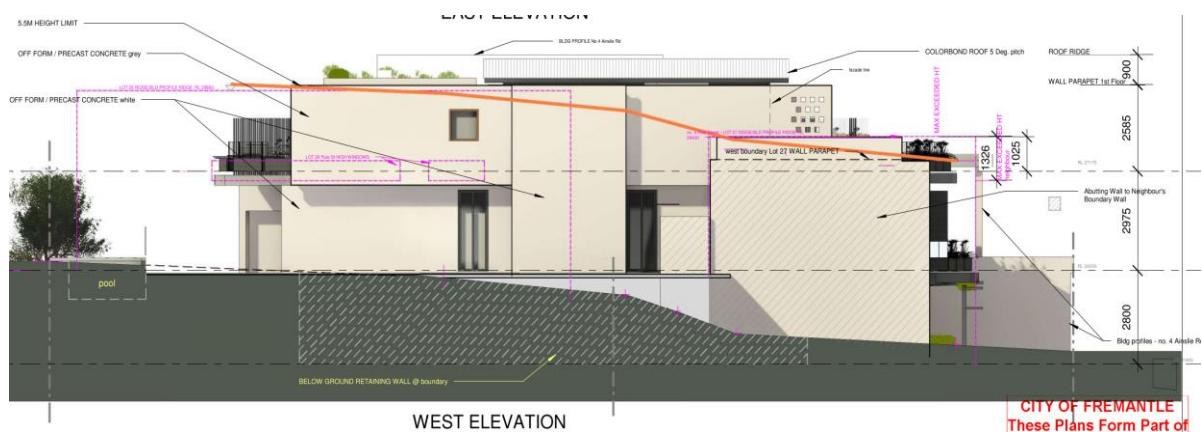 EAST ELEVATION
5.5M HEIGHT LIMIT
BLDG PROFILE No 4 Ainslie Rd
OFF FORM / PRECAST CONCRETE grey
COLORBOND ROOF 5 Deg. pitch
ROOF RIDGE
facade line
900
WALL PARAPET 1st Floor
OFF FORM / PRECAST CONCRETE white
MAX EXCEEDED HT
2585
west boundary Lot 27 WALL PARAPET
1326
1025
MAX EXCEEDED HT
Abutting Wall to Neighbour's
Boundary Wall
2975
pool
2800
Bldg profiles - no. 4 Ainslie R
BELOW GROUND RETAINING WALL @ boundary
WEST ELEVATION
CITY OF FREMANTLE
These Plans Form Part of